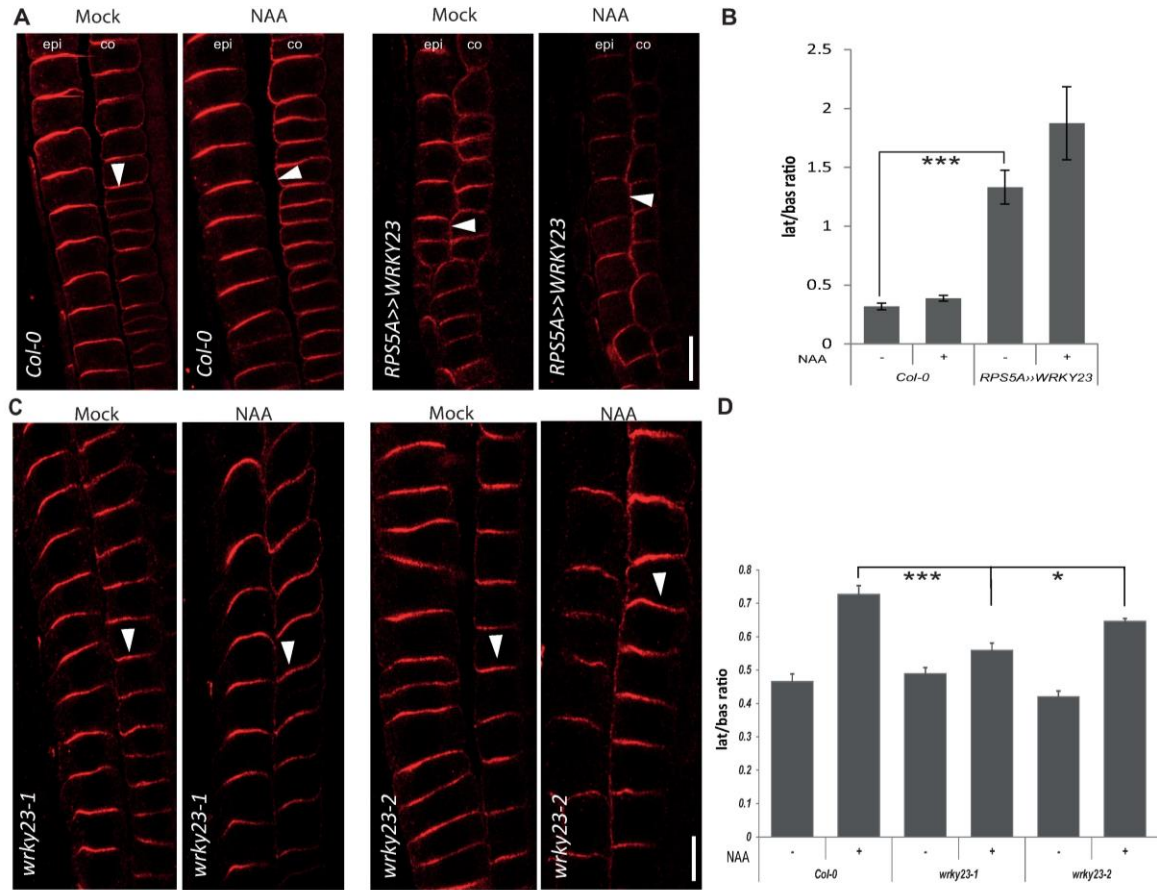 A
Mock
NAA
Mock
NAA
epi co
epi co
epi co
epi co
Col-0
Col-0
RPS5A>>WRKY23
RPS5A>>WRKY23
B
lat/bas ratio
2.5
2
1.5
1
0.5
0
***
NAA - + - +
Col-0 RPS5A»WRKY23
C
Mock
NAA
Mock
NAA
wrky23-1
wrky23-1
wrky23-2
wrky23-2
D
lat/bas ratio
0.8
0.7
0.6
0.5
0.4
0.3
0.2
0.1
0
*** *
NAA - + - + - +
Col-0 wrky23-1 wrky23-2